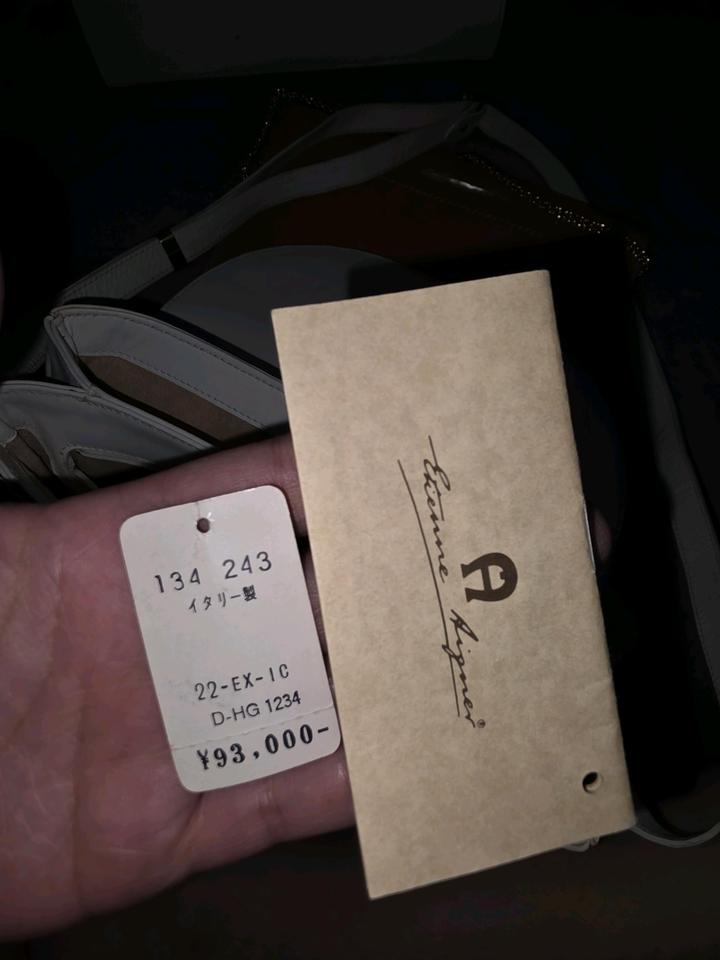 134 243
イタリー製
22-EX-1C
D-HG 1234
¥93,000-
Etienne Aigner®
A